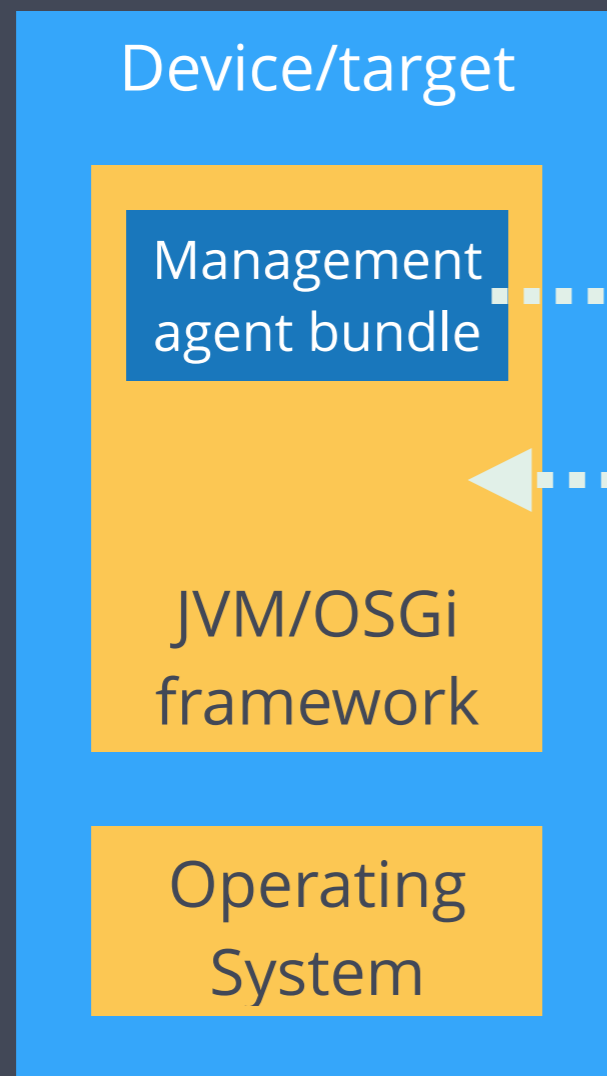 Device/target
Management
agent bundle
JVM/OSGi
framework
Operating
System